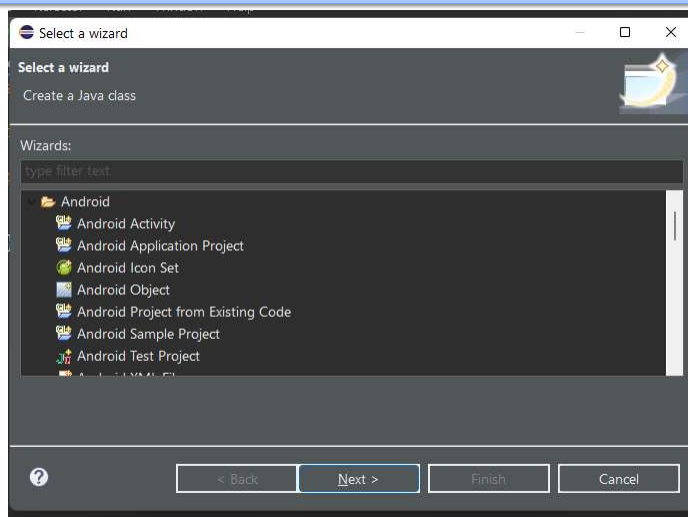 Select a wizard
Select a wizard
Create a Java class
Wizards:
type filter text
Android
Android Activity
Android Application Project
Android Icon Set
Android Object
Android Project from Existing Code
Android Sample Project
Android Test Project
< Back
Next >
Finish
Cancel